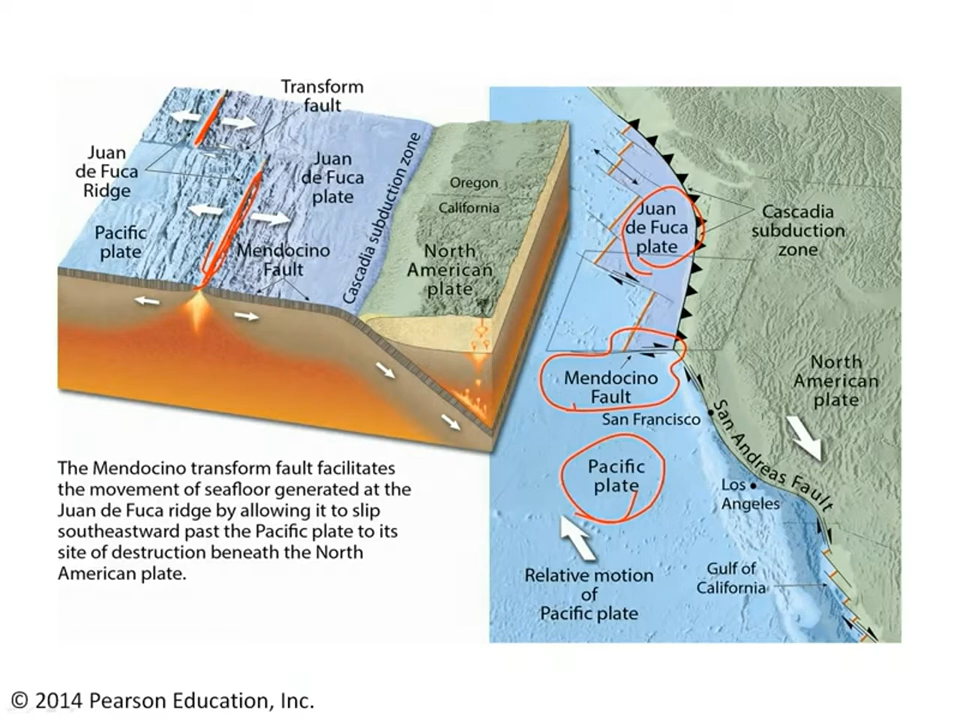 Transform
fault
Juan
de Fuca
Ridge
Juan
de Fuca
plate
Cascadia subduction zone
Oregon
California
Pacific
plate
Mendocino
Fault
North
American
plate
The Mendocino transform fault facilitates
the movement of seafloor generated at the
Juan de Fuca ridge by allowing it to slip
southeastward past the Pacific plate to its
site of destruction beneath the North
American plate.
Juan
de Fuca
plate
Cascadia
subduction
zone
Mendocino
Fault
North
American
plate
San Francisco
San Andreas Fault
Pacific
plate
Los
Angeles
Relative motion
of
Pacific plate
Gulf of
California
© 2014 Pearson Education, Inc.